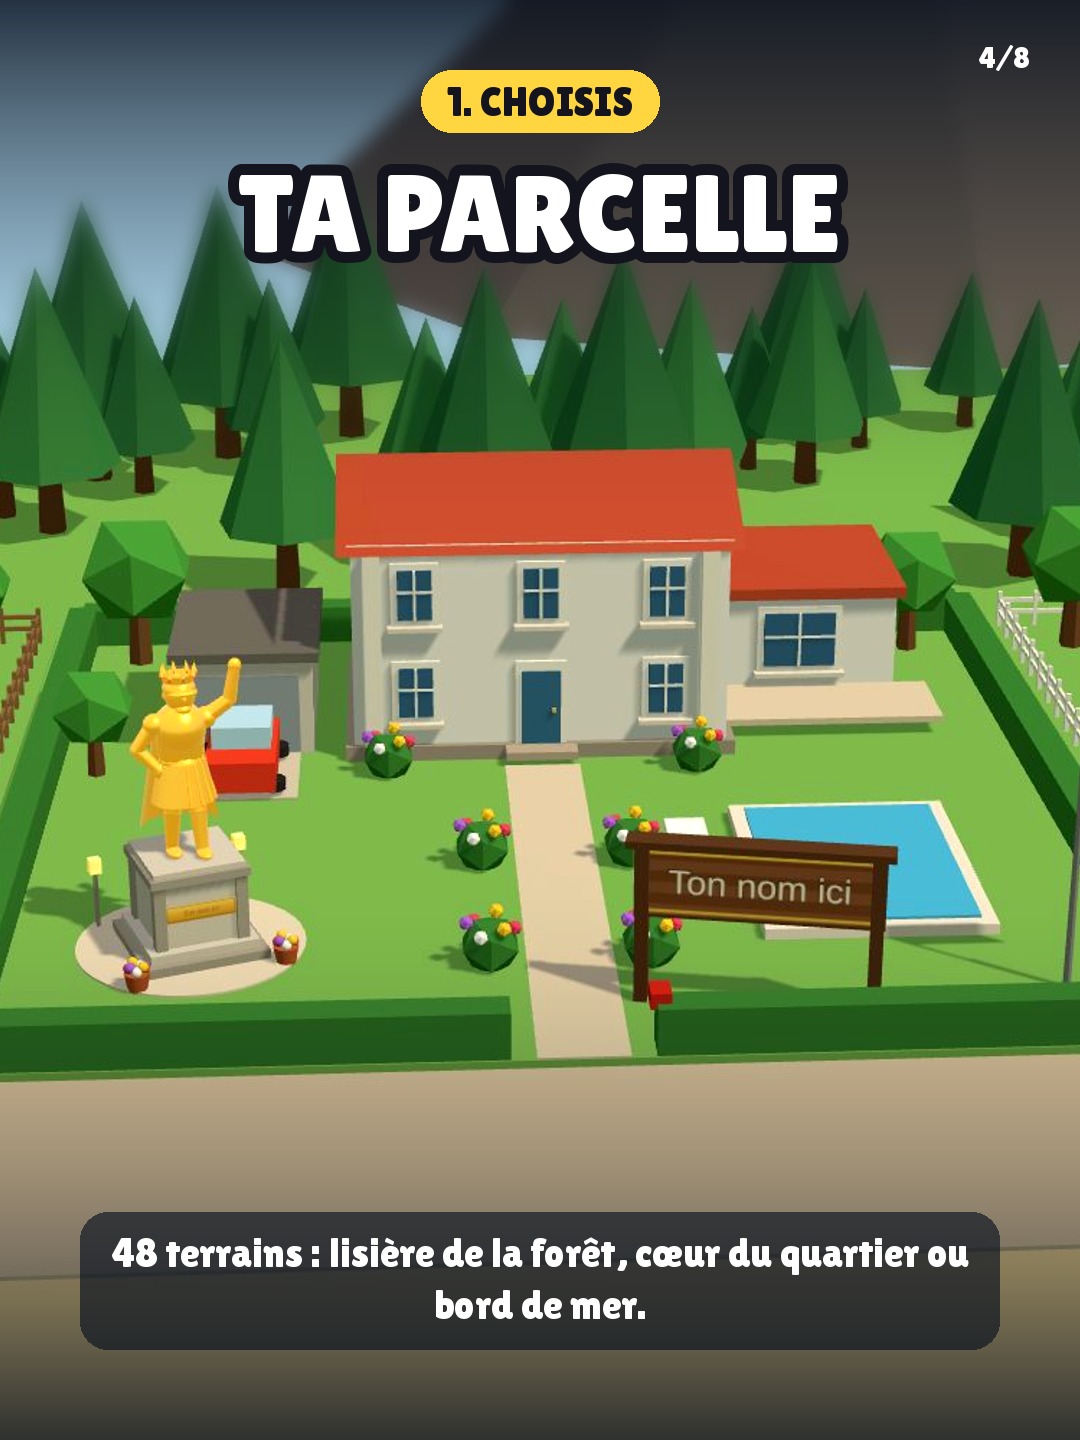 4/8
1. CHOISIS
TA PARCELLE
Ton nom ici
48 terrains : lisière de la forêt, cœur du quartier ou
bord de mer.